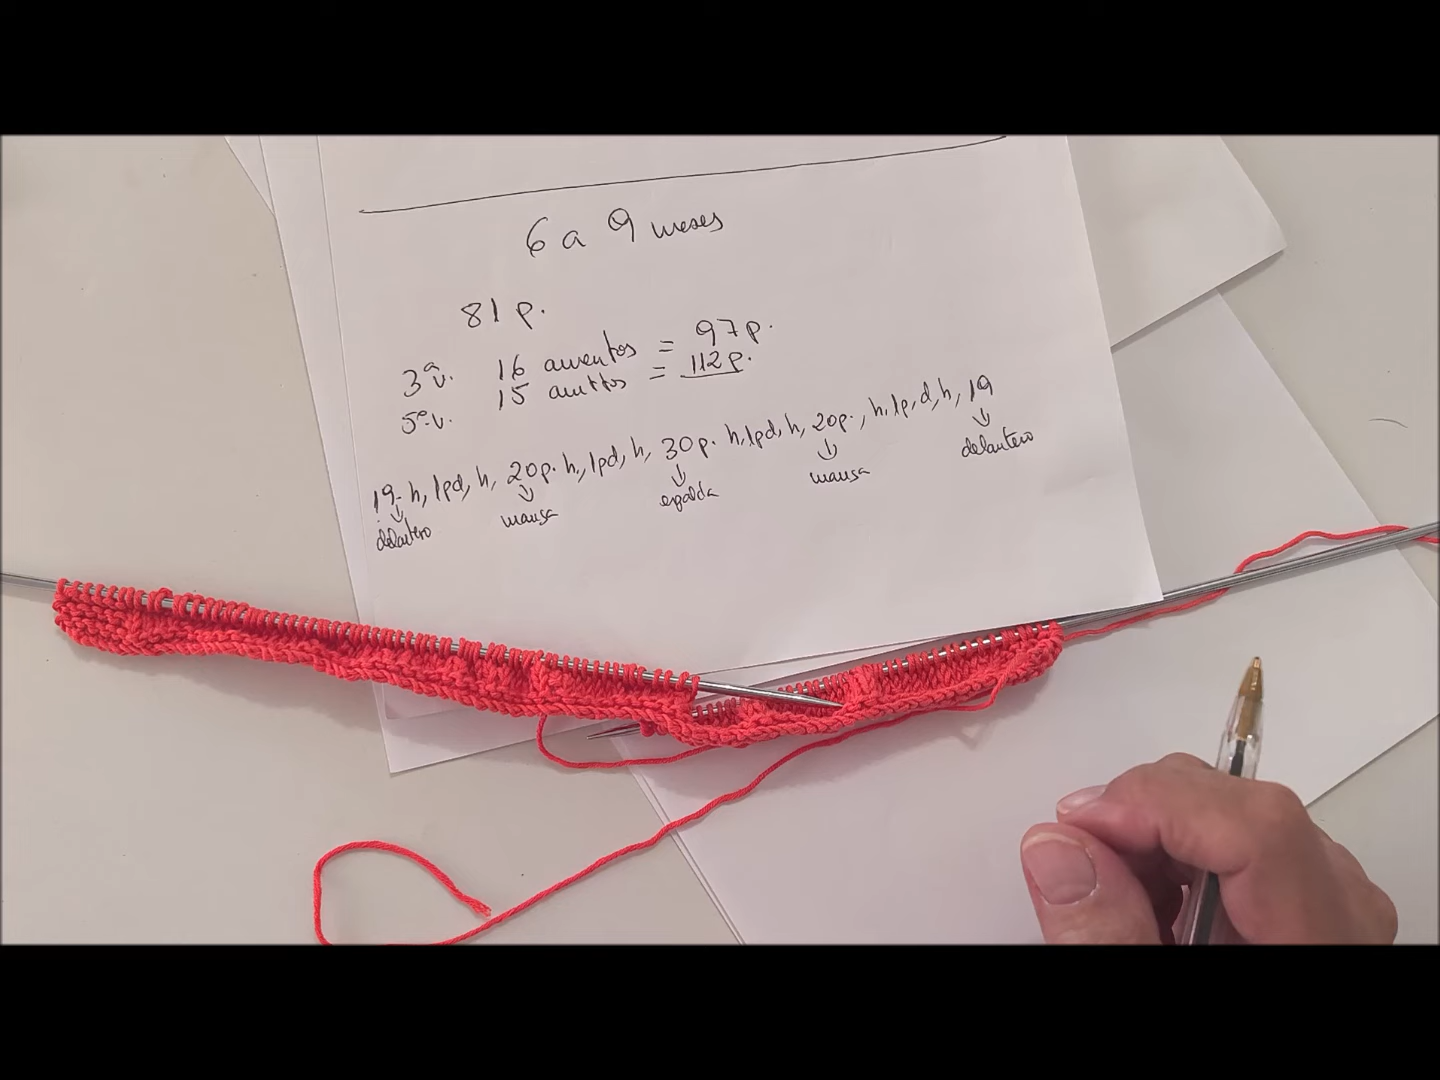 6 a 9 meses
81 p.
3ª v. 16 aumentos = 97 p.
5ª v. 15 aumtos = 112 p.
19- h, 1pd, h, 20p. h, 1pd, h, 30p. h, 1pd, h, 20p., h, 1p, d, h, 19
delantero manga espalda manga delantero